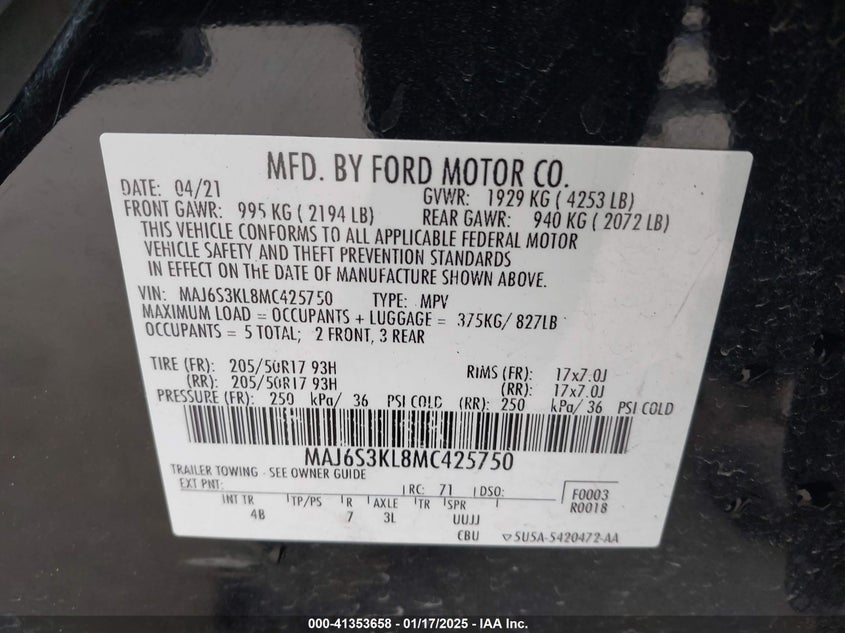 MFD. BY FORD MOTOR CO.
DATE: 04/21 GVWR: 1929 KG ( 4253 LB)
FRONT GAWR: 995 KG ( 2194 LB) REAR GAWR: 940 KG ( 2072 LB)
THIS VEHICLE CONFORMS TO ALL APPLICABLE FEDERAL MOTOR
VEHICLE SAFETY AND THEFT PREVENTION STANDARDS
IN EFFECT ON THE DATE OF MANUFACTURE SHOWN ABOVE.
VIN: MAJ6S3KL8MC425750 TYPE: MPV
MAXIMUM LOAD = OCCUPANTS + LUGGAGE = 375KG/ 827LB
OCCUPANTS = 5 TOTAL; 2 FRONT, 3 REAR
TIRE (FR): 205/50R17 93H RIMS (FR): 17x7.0J
(RR): 205/50R17 93H (RR): 17x7.0J
PRESSURE (FR): 250 kPa/ 36 PSI COLD (RR): 250 kPa/ 36 PSI COLD
MAJ6S3KL8MC425750
TRAILER TOWING - SEE OWNER GUIDE
EXT PNT: RC: 71 DSO: F0003
R0018
INT TR TP/PS R AXLE TR SPR
4B 7 3L UUJJ
CBU 5U5A-5420472-AA
000-41353658 - 01/17/2025 - IAA Inc.